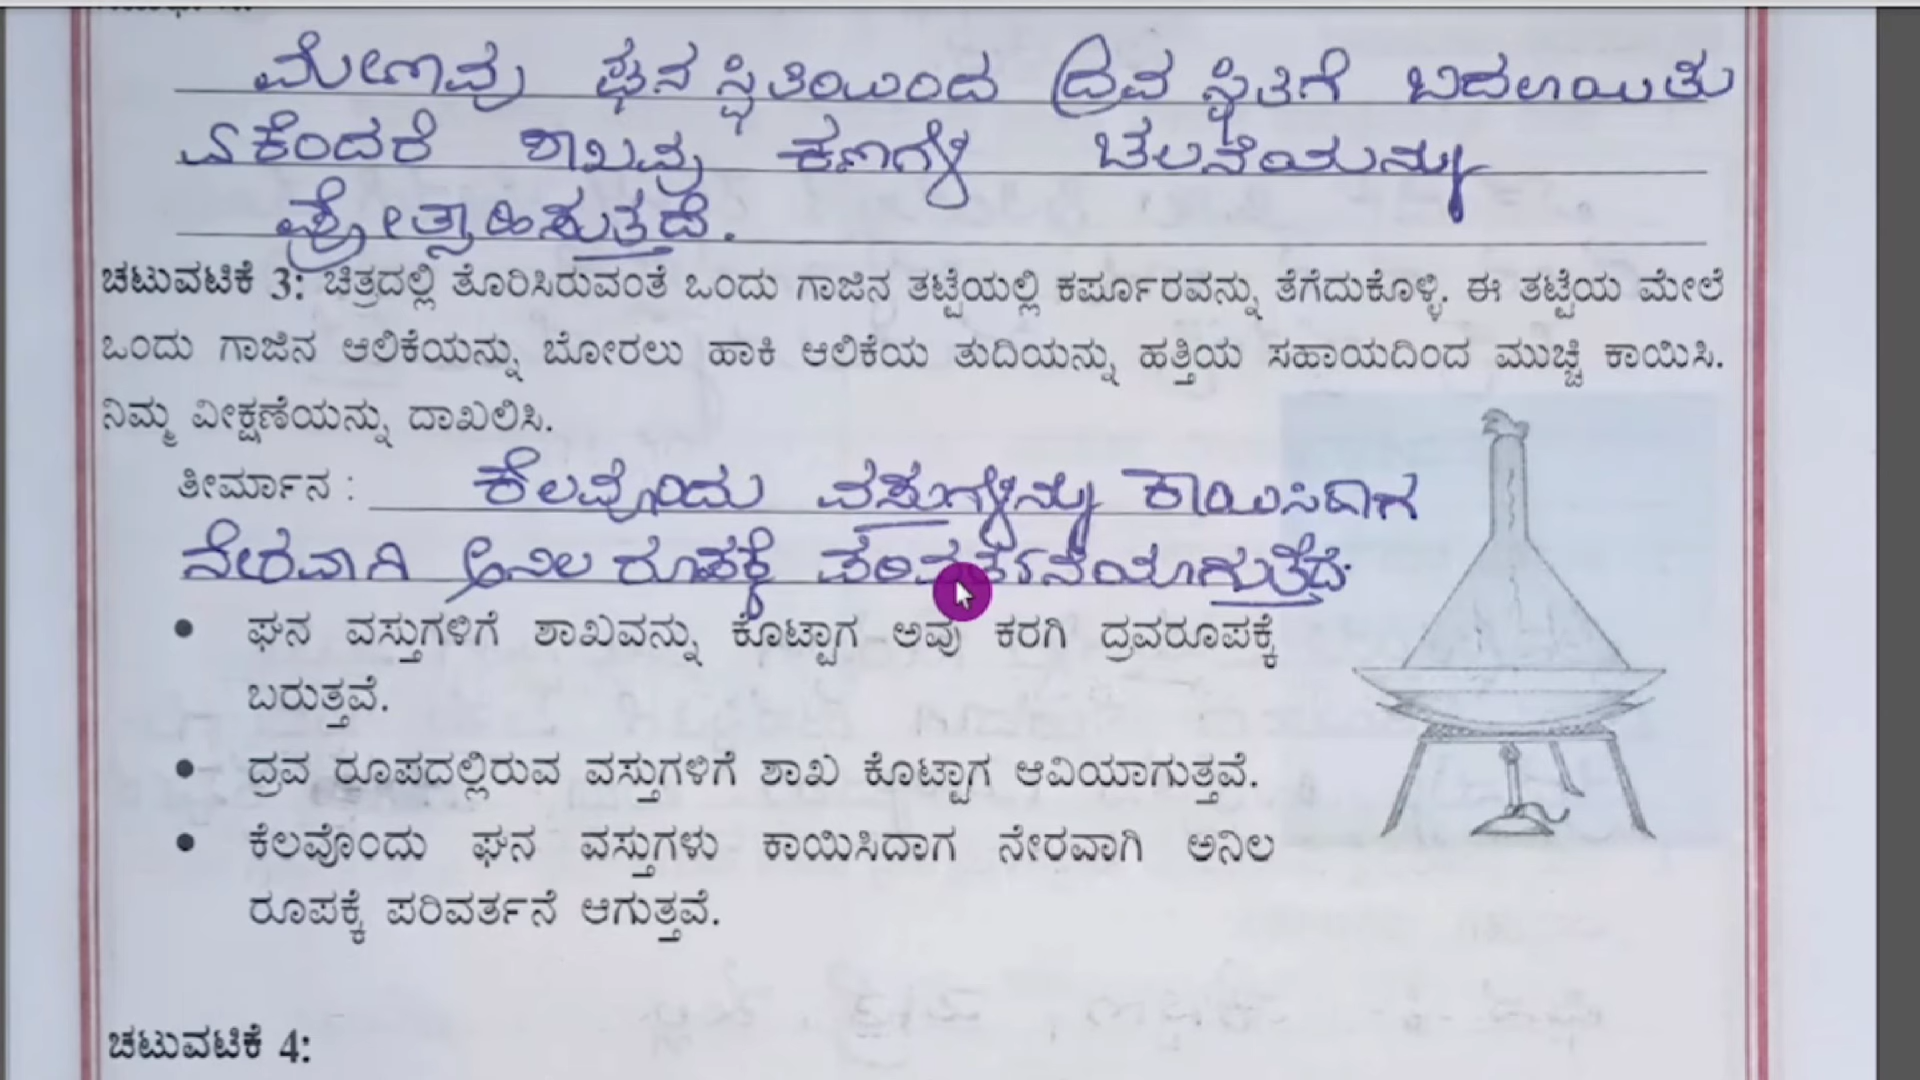 ಮೇಣವು ಘನ ಸ್ಥಿತಿಯಿಂದ ದ್ರವ ಸ್ಥಿತಿಗೆ ಬದಲಾಯಿತು
ಏಕೆಂದರೆ ಶಾಖವು ಕಣಗಳ ಚಲನೆಯನ್ನು
ಪ್ರೋತ್ಸಾಹಿಸುತ್ತದೆ.
ಚಟುವಟಿಕೆ 3: ಚಿತ್ರದಲ್ಲಿ ತೋರಿಸಿರುವಂತೆ ಒಂದು ಗಾಜಿನ ತಟ್ಟೆಯಲ್ಲಿ ಕರ್ಪೂರವನ್ನು ತೆಗೆದುಕೊಳ್ಳಿ. ಈ ತಟ್ಟೆಯ ಮೇಲೆ
ಒಂದು ಗಾಜಿನ ಆಲಿಕೆಯನ್ನು ಬೋರಲು ಹಾಕಿ ಆಲಿಕೆಯ ತುದಿಯನ್ನು ಹತ್ತಿಯ ಸಹಾಯದಿಂದ ಮುಚ್ಚಿ ಕಾಯಿಸಿ.
ನಿಮ್ಮ ವೀಕ್ಷಣೆಯನ್ನು ದಾಖಲಿಸಿ.
ತೀರ್ಮಾನ : ಕೆಲವೊಂದು ವಸ್ತುಗಳನ್ನು ಕಾಯಿಸಿದಾಗ
ನೇರವಾಗಿ ಅನಿಲ ರೂಪಕ್ಕೆ ಪರಿವರ್ತನೆಯಾಗುತ್ತದೆ.
• ಘನ ವಸ್ತುಗಳಿಗೆ ಶಾಖವನ್ನು ಕೊಟ್ಟಾಗ ಅವು ಕರಗಿ ದ್ರವರೂಪಕ್ಕೆ
ಬರುತ್ತವೆ.
• ದ್ರವ ರೂಪದಲ್ಲಿರುವ ವಸ್ತುಗಳಿಗೆ ಶಾಖ ಕೊಟ್ಟಾಗ ಆವಿಯಾಗುತ್ತವೆ.
• ಕೆಲವೊಂದು ಘನ ವಸ್ತುಗಳು ಕಾಯಿಸಿದಾಗ ನೇರವಾಗಿ ಅನಿಲ
ರೂಪಕ್ಕೆ ಪರಿವರ್ತನೆ ಆಗುತ್ತವೆ.
ಚಟುವಟಿಕೆ 4: